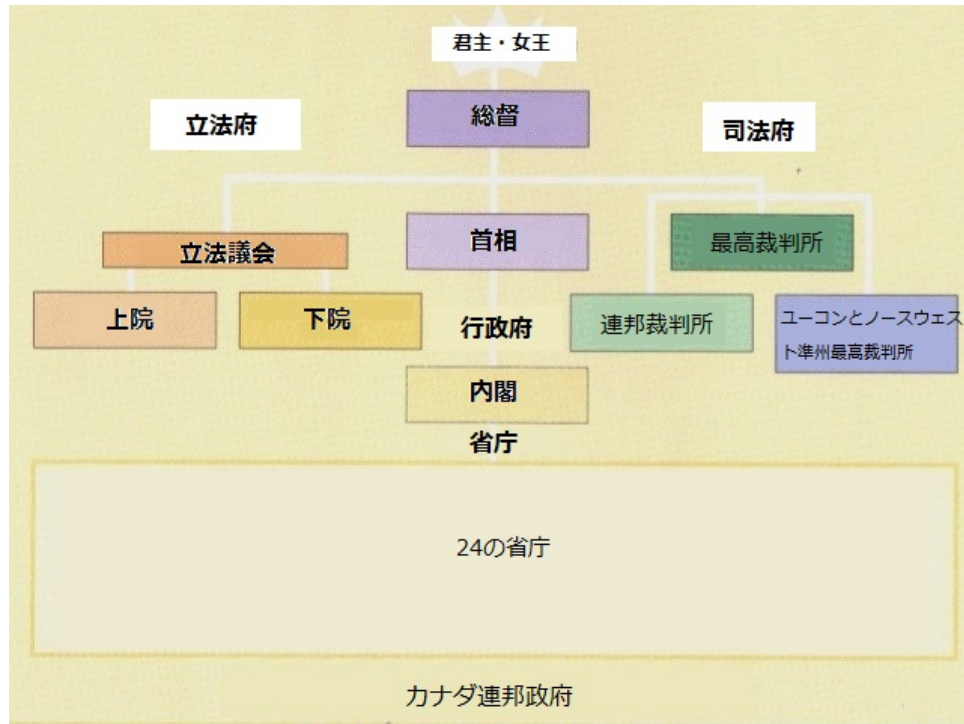 君主・女王
総督
立法府
司法府
首相
最高裁判所
立法議会
上院
下院
行政府
連邦裁判所
ユーコンとノースウェス
ト準州最高裁判所
内閣
省庁
24の省庁
カナダ連邦政府